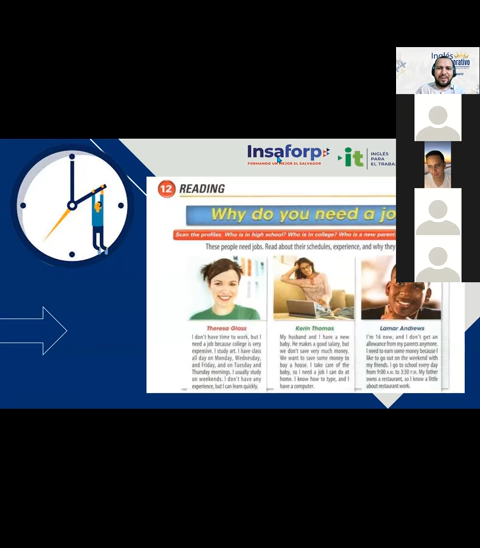 Inglés
Insaforp
FORMANDO UN MEJOR EL SALVADOR
it
INGLÉS
PARA
EL TRABA
12 READING
Why do you need a jo
Scan the profiles. Who is in high school? Who is in college? Who is a new paren
These people need jobs. Read about their schedules, experience, and why they
Theresa Glass
I don't have time to work, but I
need a job because college is very
expensive. I study art. I have class
all day on Monday, Wednesday,
and Friday, and on Tuesday and
Thursday mornings. I usually study
on weekends. I don't have any
experience, but I can learn quickly.
Kerin Thomas
My husband and I have a new
baby. He makes a good salary, but
we don't save very much money.
We want to save some money to
buy a house. I take care of the
baby, so I need a job I can do at
home. I know how to type, and I
have a computer.
Lamar Andrews
I'm 16 now, and I don't get an
allowance from my parents anymore.
I need to earn some money because I
like to go out on the weekend with
my friends. I go to school every day
from 9:00 A.M. to 3:30 P.M. My father
owns a restaurant, so I know a little
about restaurant work.